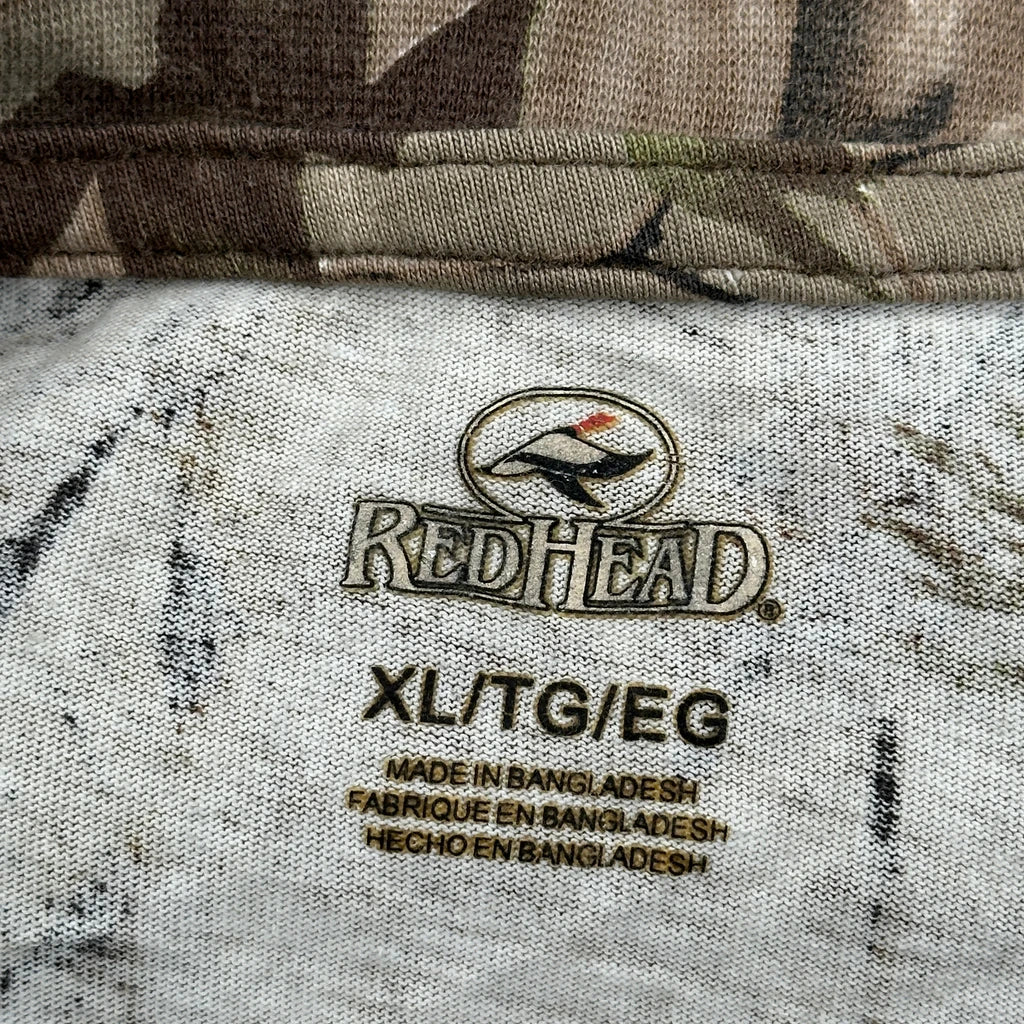 REDHEAD®
XL/TG/EG
MADE IN BANGLADESH
FABRIQUE EN BANGLADESH
HECHO EN BANGLADESH